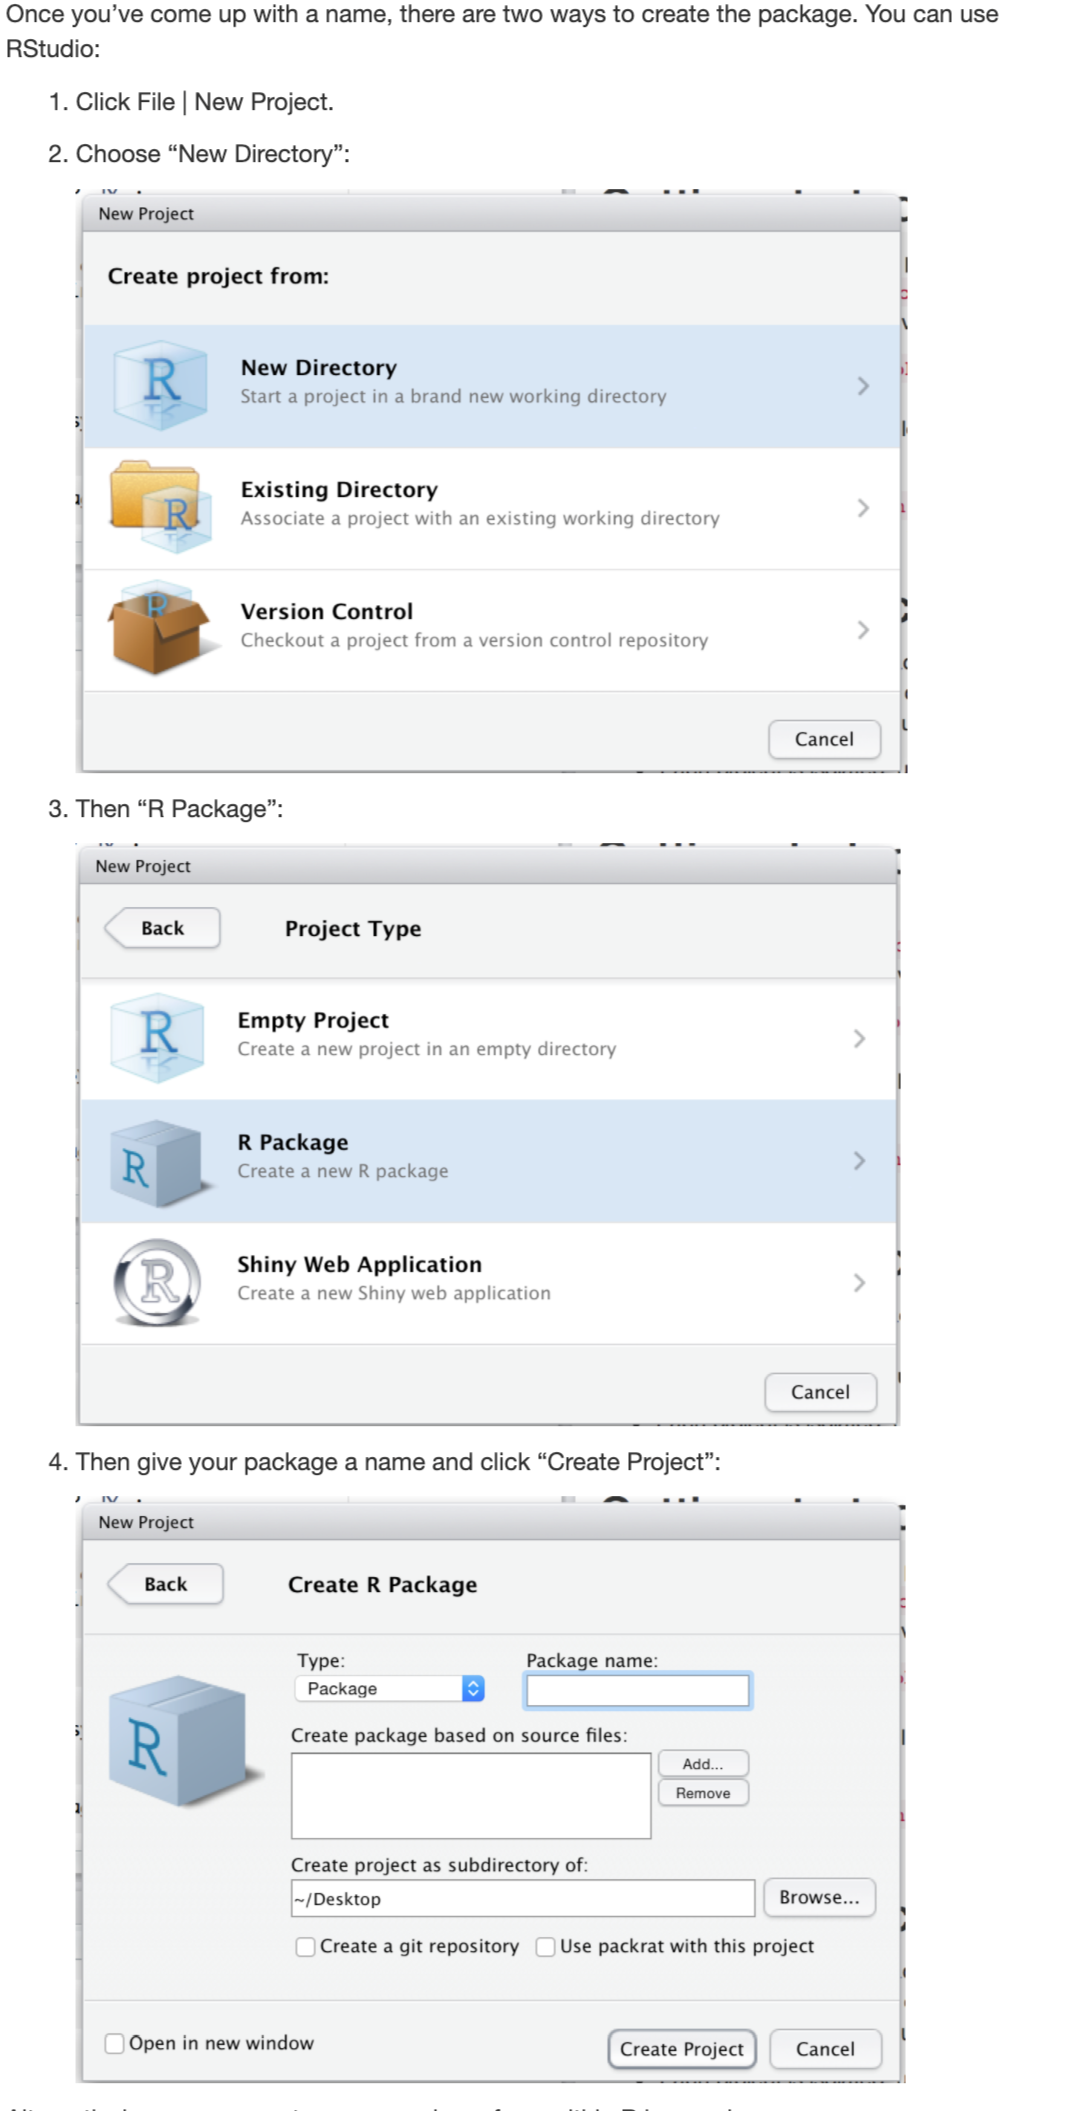 Once you’ve come up with a name, there are two ways to create the package. You can use
RStudio:
1. Click File | New Project.
2. Choose “New Directory”:
New Project
Create project from:
R
New Directory
Start a project in a brand new working directory
R
Existing Directory
Associate a project with an existing working directory
R
Version Control
Checkout a project from a version control repository
Cancel
3. Then “R Package”:
New Project
Back
Project Type
R
Empty Project
Create a new project in an empty directory
R
R Package
Create a new R package
R
Shiny Web Application
Create a new Shiny web application
Cancel
4. Then give your package a name and click “Create Project”:
New Project
Back
Create R Package
R
Type:
Package name:
Package
Create package based on source files:
Add...
Remove
Create project as subdirectory of:
~/Desktop
Browse...
Create a git repository
Use packrat with this project
Open in new window
Create Project
Cancel